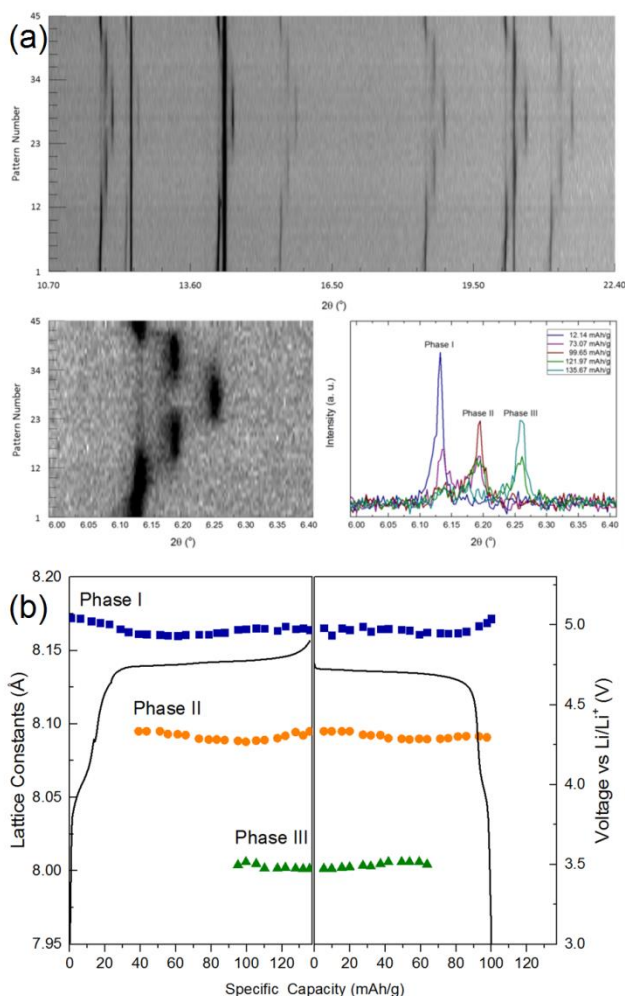 (a)
Pattern Number
45
34
23
12
1
10.70 13.60 16.50 19.50 22.40
2θ (°)
Pattern Number
45
34
23
12
1
6.00 6.05 6.10 6.15 6.20 6.25 6.30 6.35 6.40
2θ (°)
Intensity (a. u.)
Phase I
Phase II
Phase III
12.14 mAh/g
73.07 mAh/g
99.65 mAh/g
121.97 mAh/g
135.67 mAh/g
6.00 6.05 6.10 6.15 6.20 6.25 6.30 6.35 6.40
2θ (°)
(b)
Lattice Constants (Å)
8.20
8.15
8.10
8.05
8.00
7.95
Phase I
Phase II
Phase III
5.0
4.5
4.0
3.5
3.0
Voltage vs Li/Li⁺ (V)
0 20 40 60 80 100 120 0 20 40 60 80 100 120
Specific Capacity (mAh/g)